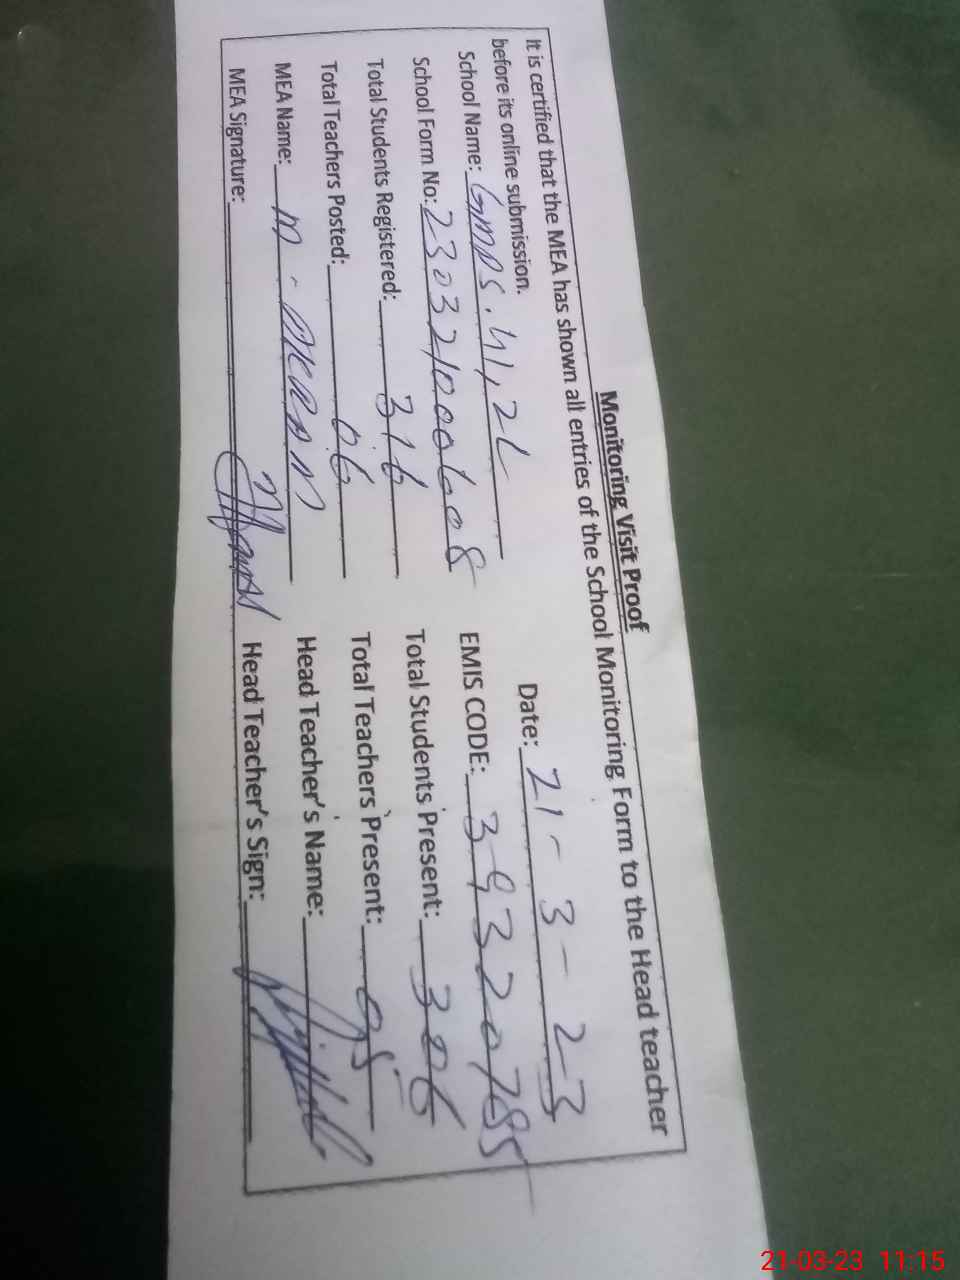 Monitoring Visit Proof
It is certified that the MEA has shown all entries of the School Monitoring Form to the Head teacher
before its online submission. Date: 21-3-23
School Name: GMPS. 41,2L EMIS CODE: 39320785
School Form No: 2303210060 8 Total Students Present: 306
Total Students Registered: 316 Total Teachers Present: 05
Total Teachers Posted: 06 Head Teacher's Name:
MEA Name: M. Head Teacher's Sign:
MEA Signature:
21-03-23 11:15